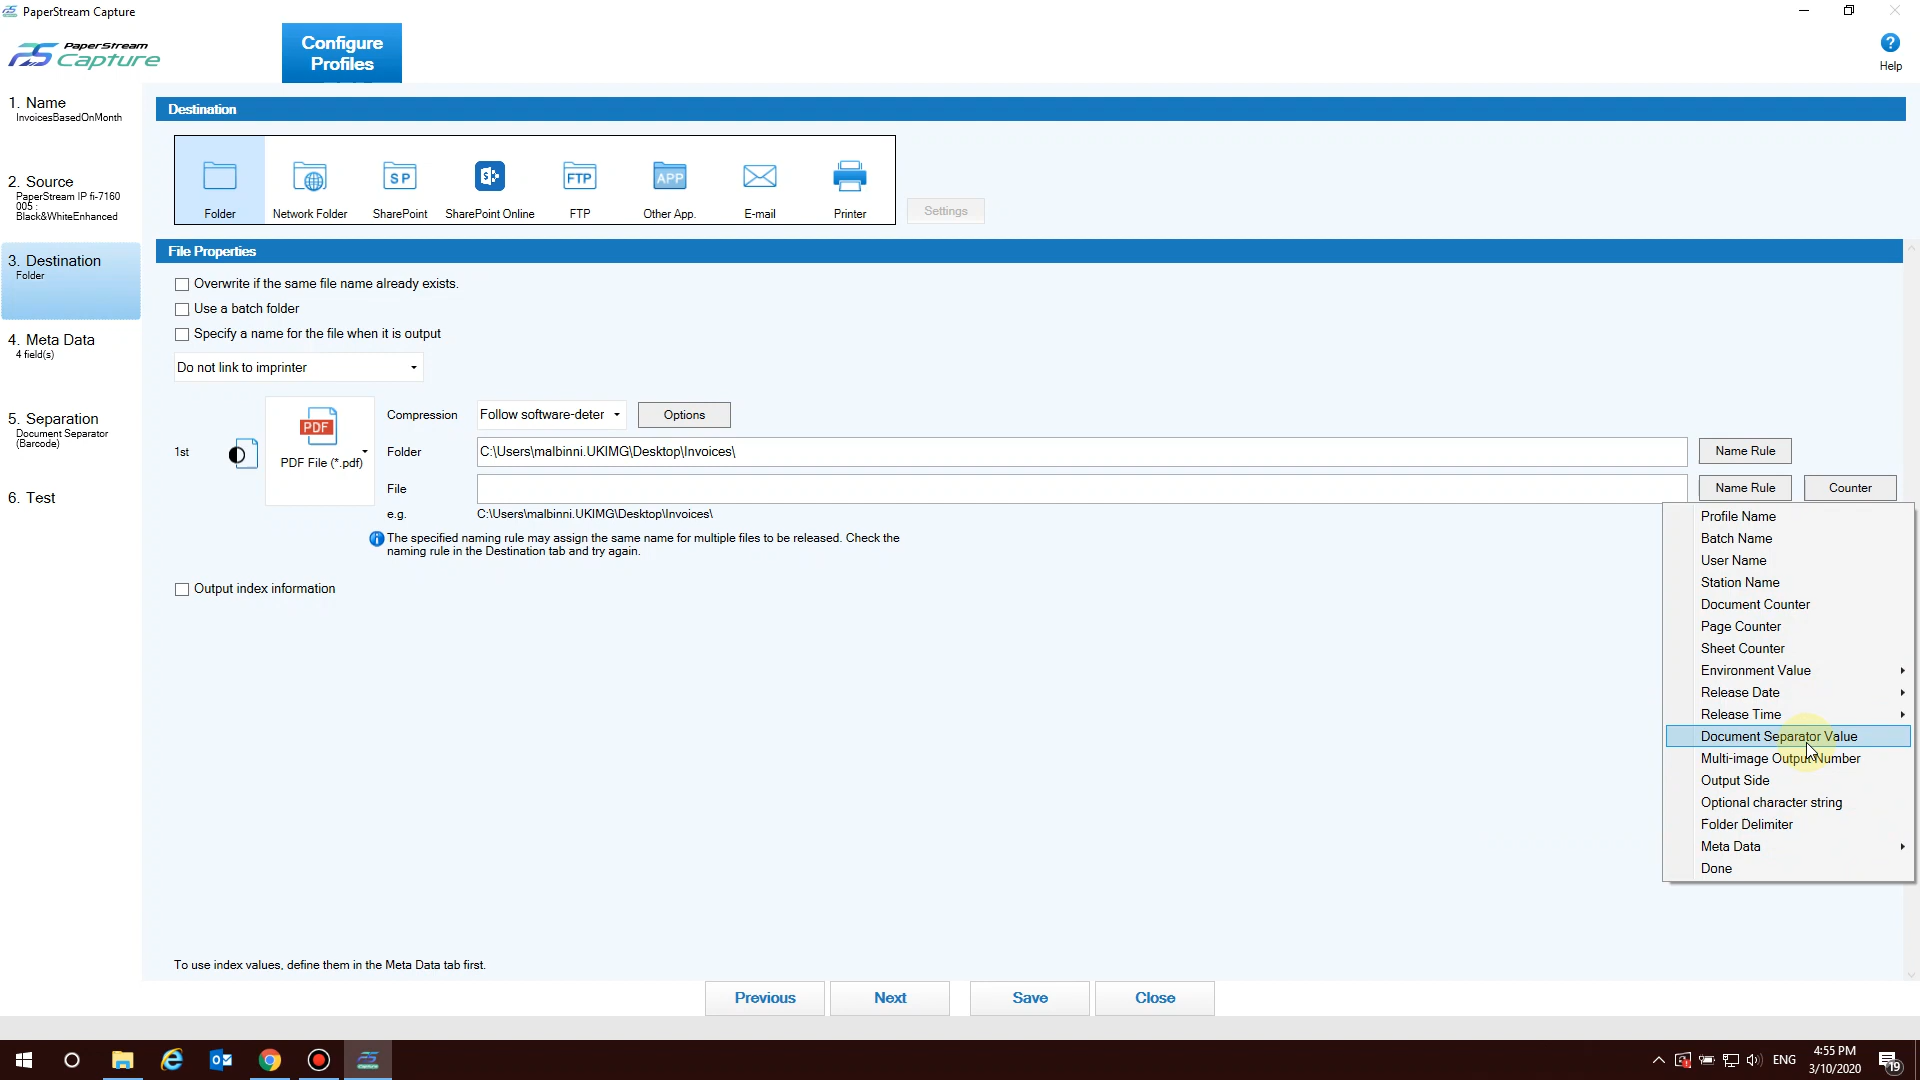 PaperStream Capture
PaperStream
Capture
Configure
Profiles
?
Help
1. Name
InvoicesBasedOnMonth
2. Source
PaperStream IP fi-7160
005 :
Black&WhiteEnhanced
3. Destination
Folder
4. Meta Data
4 field(s)
5. Separation
Document Separator
(Barcode)
6. Test
Destination
Folder
Network Folder
SP
SharePoint
SharePoint Online
FTP
FTP
APP
Other App.
E-mail
Printer
Settings
File Properties
Overwrite if the same file name already exists.
Use a batch folder
Specify a name for the file when it is output
Do not link to imprinter
1st
PDF
PDF File (*.pdf)
Compression
Follow software-deter
Options
Folder
C:\Users\malbinni.UKIMG\Desktop\Invoices\
Name Rule
File
Name Rule
Counter
e.g.
C:\Users\malbinni.UKIMG\Desktop\Invoices\
The specified naming rule may assign the same name for multiple files to be released. Check the
naming rule in the Destination tab and try again.
Output index information
Profile Name
Batch Name
User Name
Station Name
Document Counter
Page Counter
Sheet Counter
Environment Value
Release Date
Release Time
Document Separator Value
Multi-image Output Number
Output Side
Optional character string
Folder Delimiter
Meta Data
Done
To use index values, define them in the Meta Data tab first.
Previous
Next
Save
Close
ENG
4:55 PM
3/10/2020
19